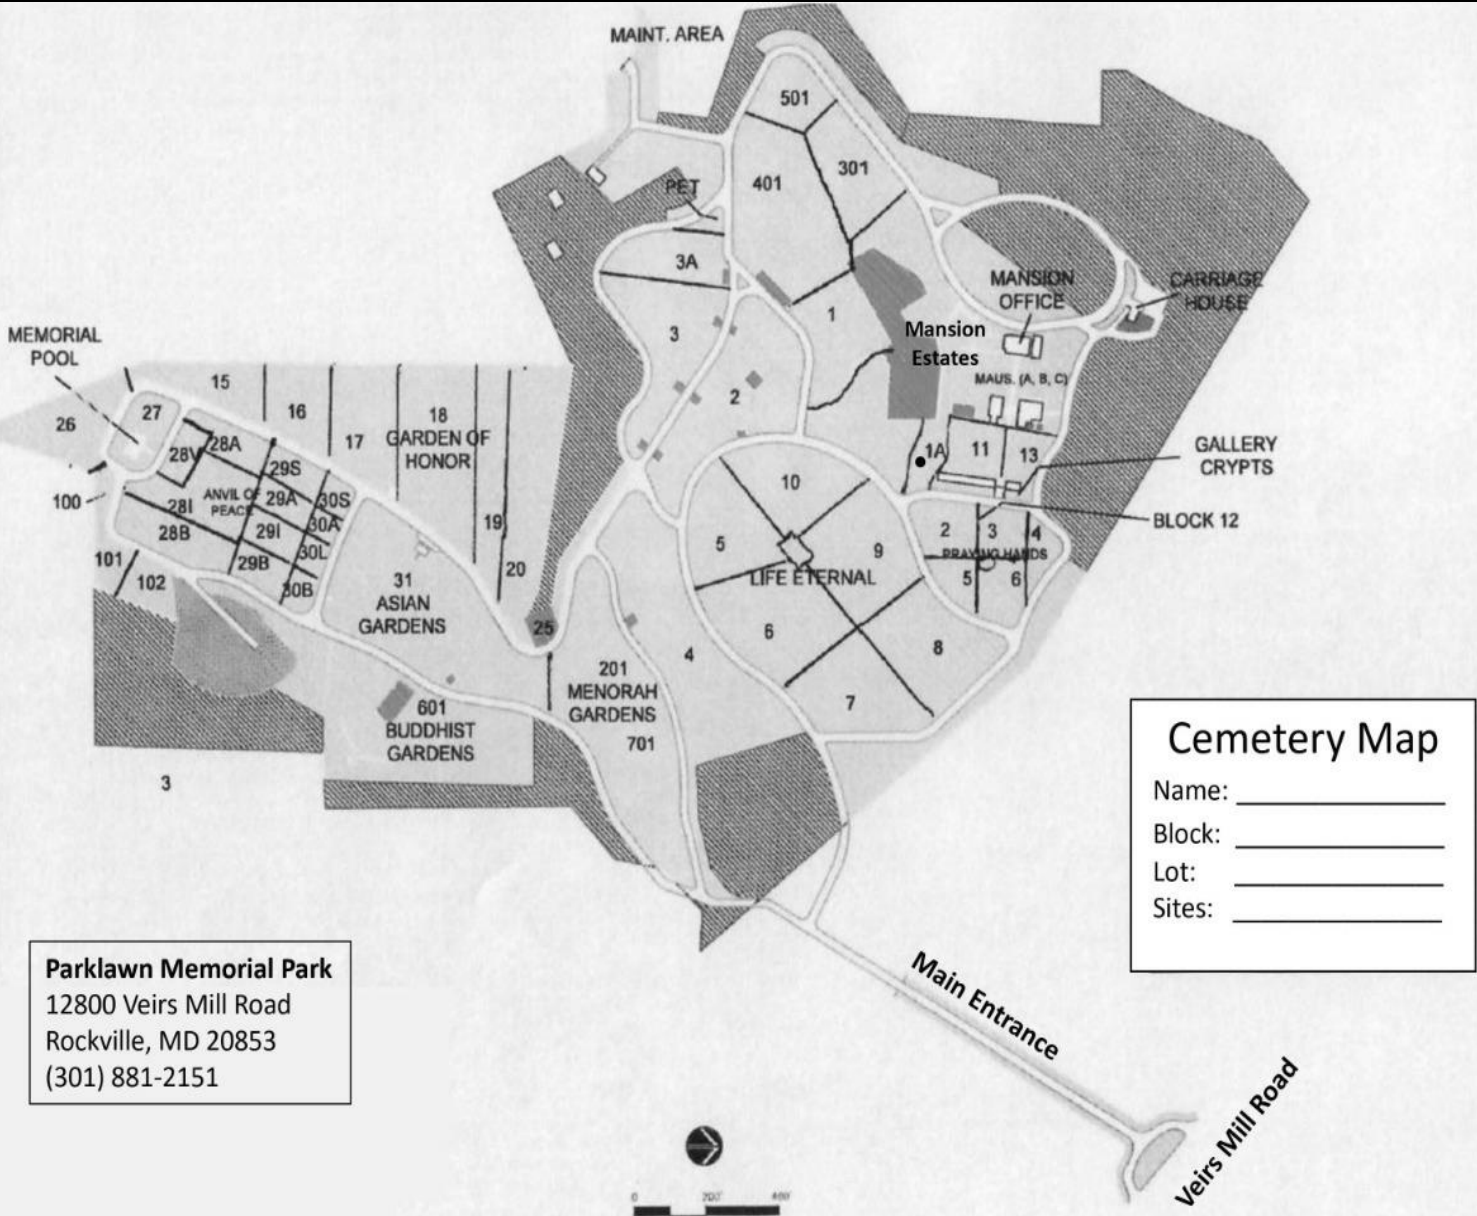 MAINT. AREA
501
401
301
PET
3A
MANSION
OFFICE
CARRIAGE
HOUSE
1
3
Mansion
Estates
MEMORIAL
POOL
MAUS. (A, B, C)
15
16
17
18
GARDEN OF
HONOR
2
26
27
28A
28V
29S
1A
11
13
GALLERY
CRYPTS
10
100
ANVIL OF
PEACE
29A
30S
28I
28B
29I
30A
30L
29B
30B
19
20
BLOCK 12
2
3
4
PRAYING HANDS
5
6
5
9
LIFE ETERNAL
101
102
31
ASIAN
GARDENS
25
6
8
4
201
MENORAH
GARDENS
7
601
BUDDHIST
GARDENS
701
3
Cemetery Map
Name:
Block:
Lot:
Sites:
Parklawn Memorial Park
12800 Veirs Mill Road
Rockville, MD 20853
(301) 881-2151
Main Entrance
Veirs Mill Road
0 200' 400'